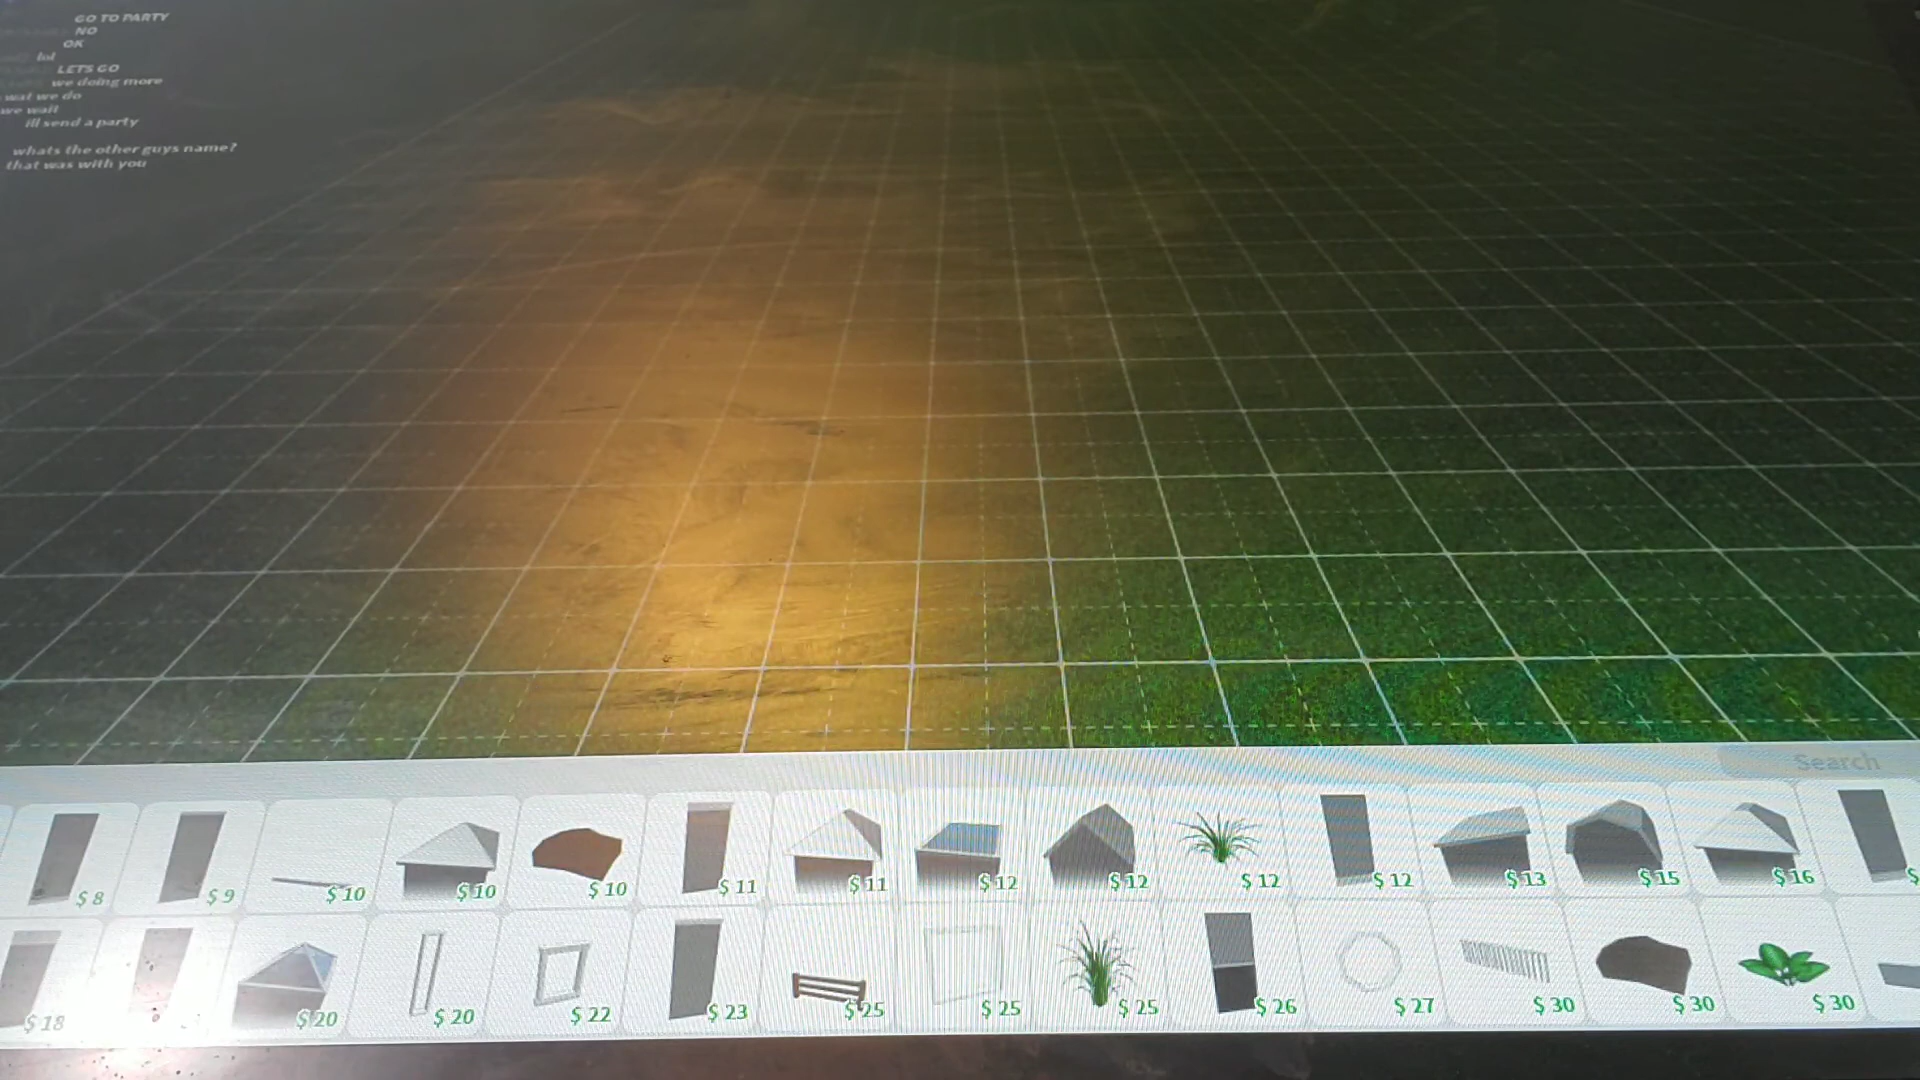 GO TO PARTY
NO
OK
lol
LETS GO
we doing more
wat we do
we wait
ill send a party
whats the other guys name?
that was with you
Search
$ 8
$ 9
$ 10
$ 10
$ 10
$ 11
$ 11
$ 12
$ 12
$ 12
$ 12
$ 13
$ 15
$ 16
$
$ 18
$ 20
$ 20
$ 22
$ 23
$ 25
$ 25
$ 25
$ 26
$ 27
$ 30
$ 30
$ 30